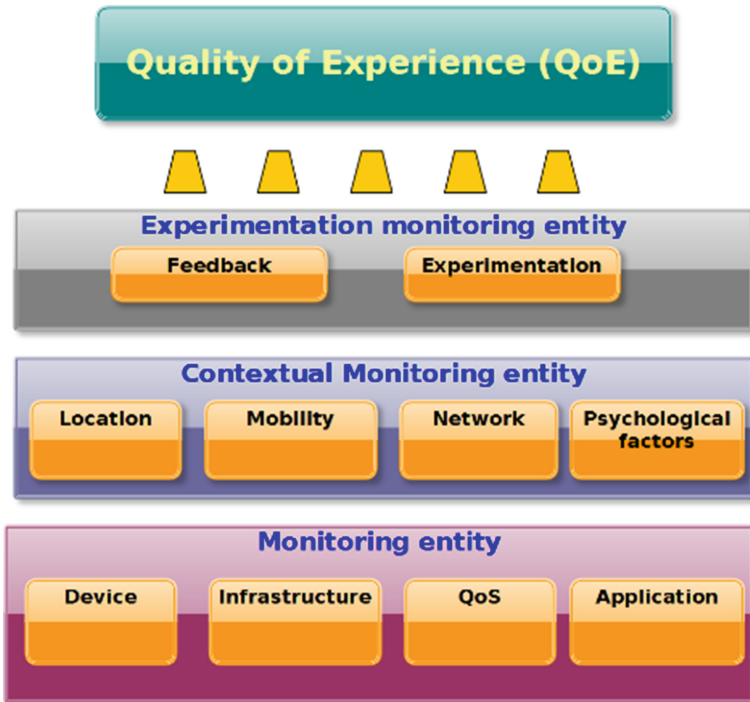 Quality of Experience (QoE)
Experimentation monitoring entity
Feedback
Experimentation
Contextual Monitoring entity
Location
Mobility
Network
Psychological
factors
Monitoring entity
Device
Infrastructure
QoS
Application